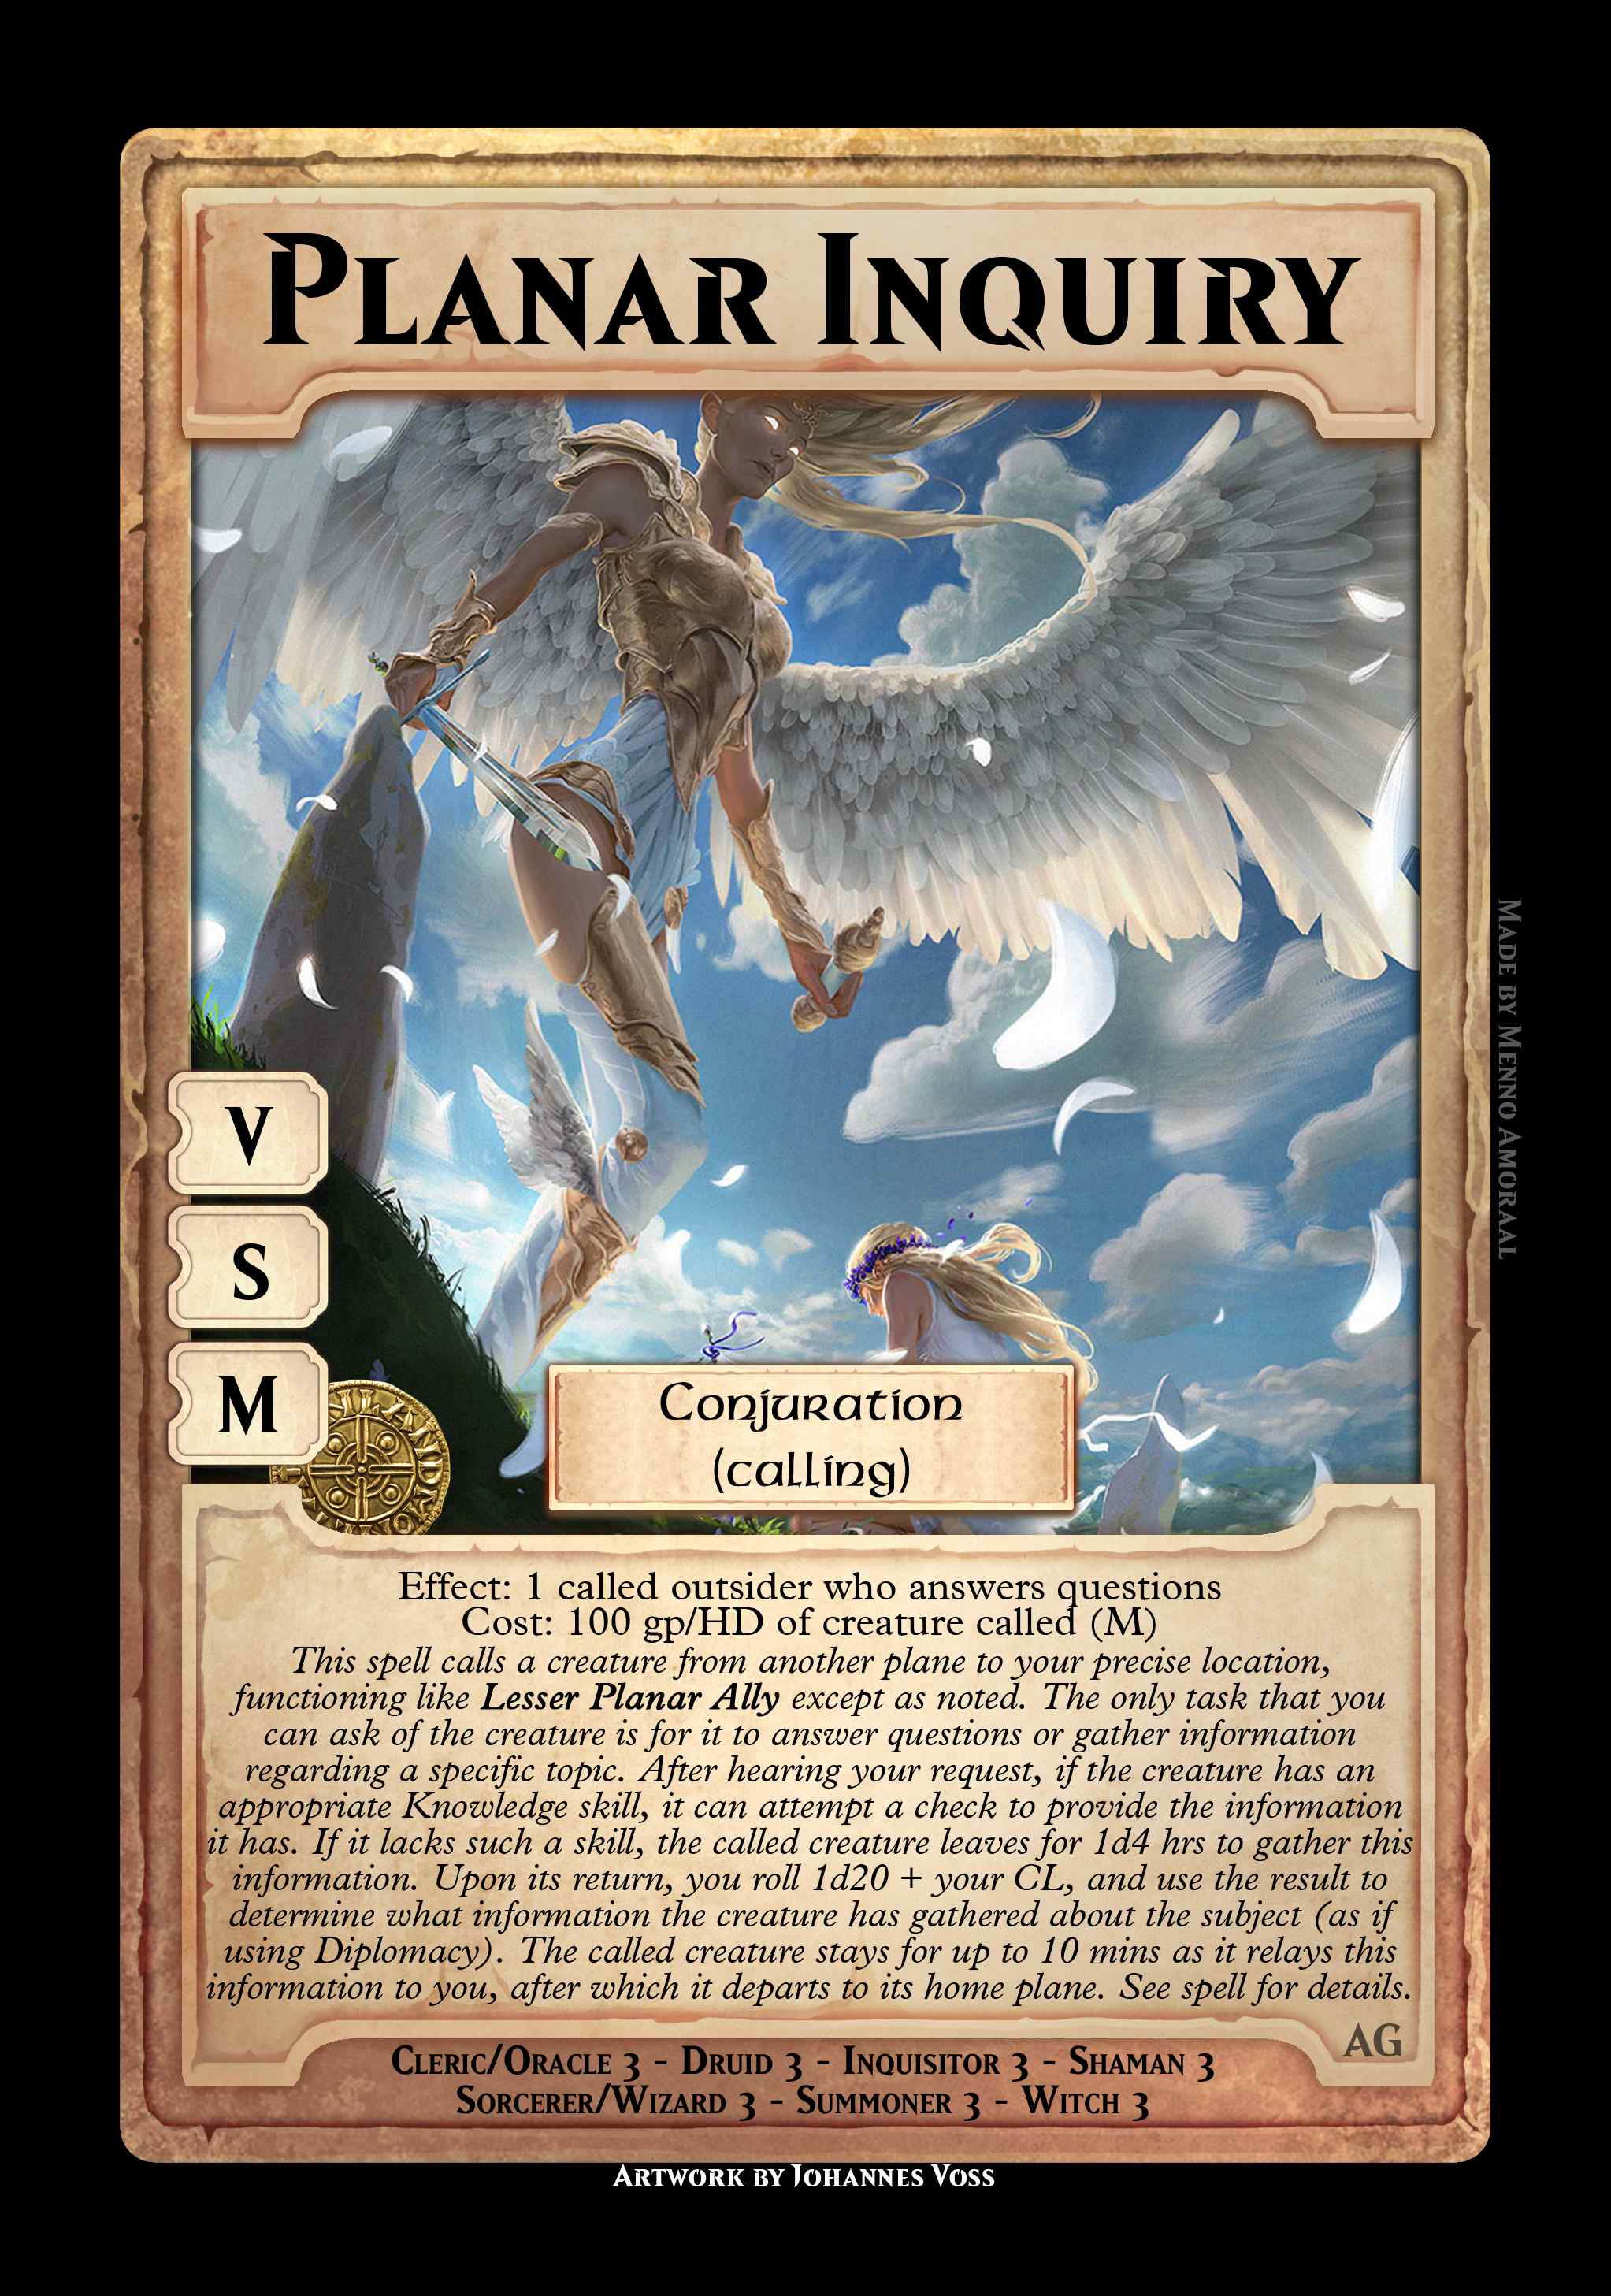 Planar Inquiry
V
S
M
Conjuration
(calling)
Effect: 1 called outsider who answers questions
Cost: 100 gp/HD of creature called (M)
This spell calls a creature from another plane to your precise location,
functioning like Lesser Planar Ally except as noted. The only task that you
can ask of the creature is for it to answer questions or gather information
regarding a specific topic. After hearing your request, if the creature has an
appropriate Knowledge skill, it can attempt a check to provide the information
it has. If it lacks such a skill, the called creature leaves for 1d4 hrs to gather this
information. Upon its return, you roll 1d20 + your CL, and use the result to
determine what information the creature has gathered about the subject (as if
using Diplomacy). The called creature stays for up to 10 mins as it relays this
information to you, after which it departs to its home plane. See spell for details.
AG
Cleric/Oracle 3 - Druid 3 - Inquisitor 3 - Shaman 3
Sorcerer/Wizard 3 - Summoner 3 - Witch 3
Artwork by Johannes Voss
Made by Menno Amoraal